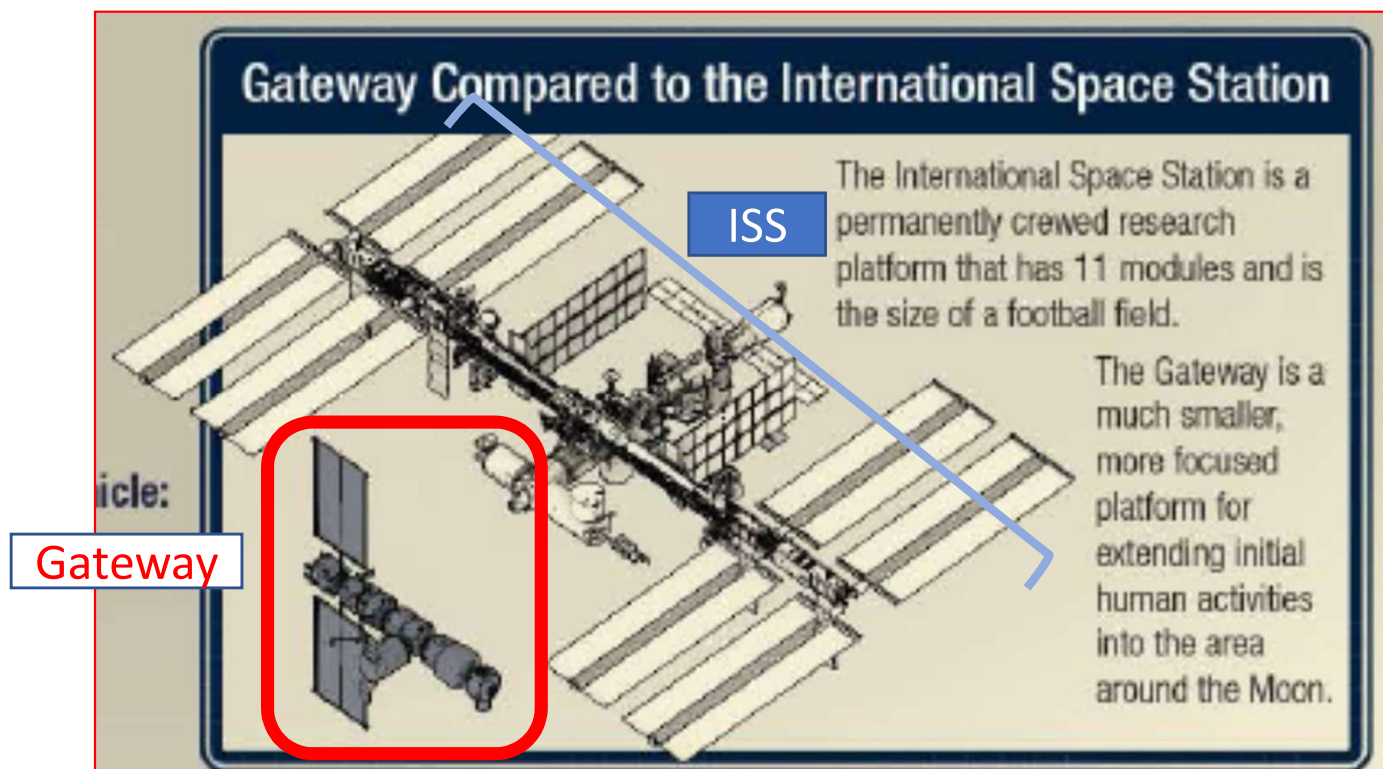 Gateway Compared to the International Space Station
ISS
The International Space Station is a
permanently crewed research
platform that has 11 modules and is
the size of a football field.
The Gateway is a
much smaller,
more focused
platform for
extending initial
human activities
into the area
around the Moon.
icle:
Gateway